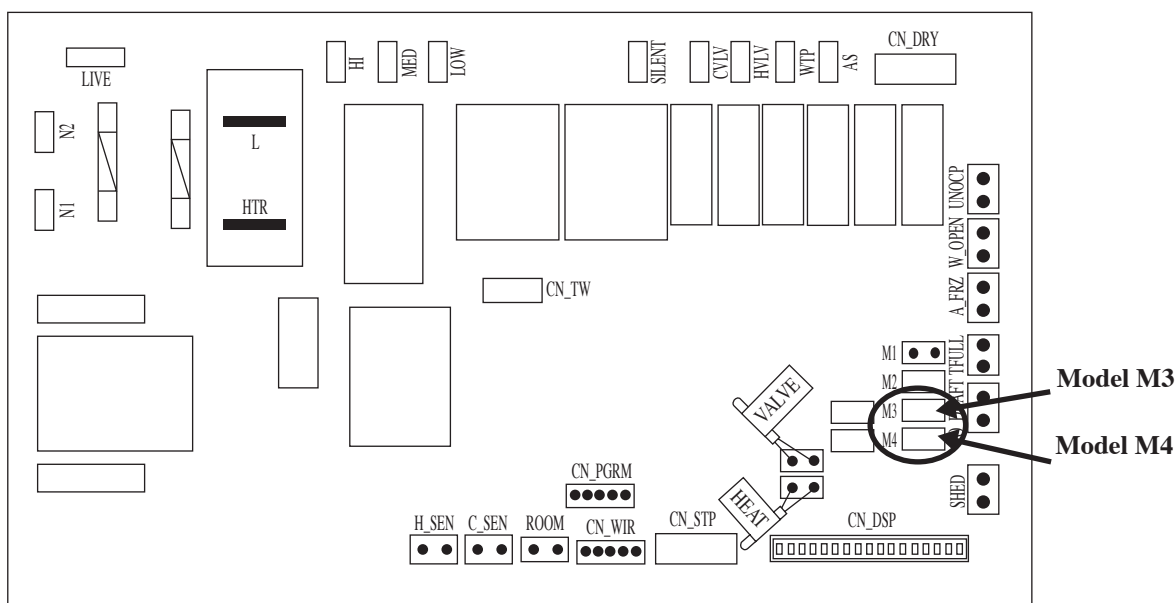 LIVE
HI
MED
LOW
SILENT
CVLV
HVLV
WTP
AS
CN_DRY
N2
N1
L
HTR
UNOCP
W_OPEN
A_FRZ
CN_TW
M1
TFULL
M2
M3
M4
Model M3
Model M4
VALVE
HEAT
SHED
CN_PGRM
H_SEN
C_SEN
ROOM
CN_WIR
CN_STP
CN_DSP